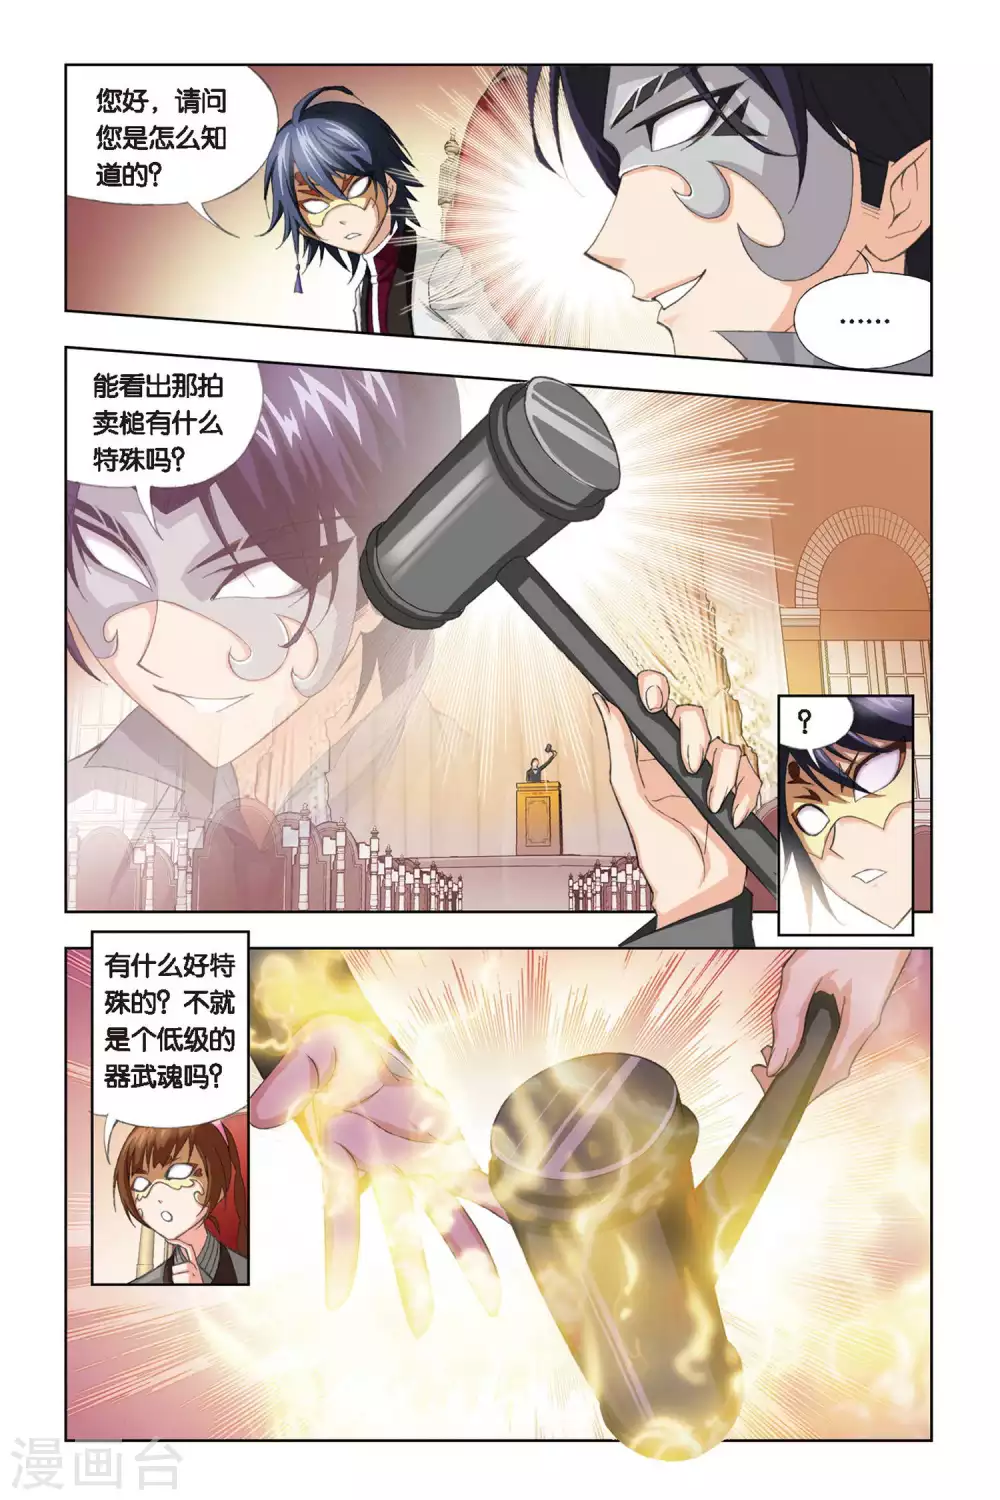 您好，请问
您是怎么知
道的？
……
能看出那拍
卖槌有什么
特殊吗？
？
有什么好特
殊的？不就
是个低级的
器武魂吗？
漫画台